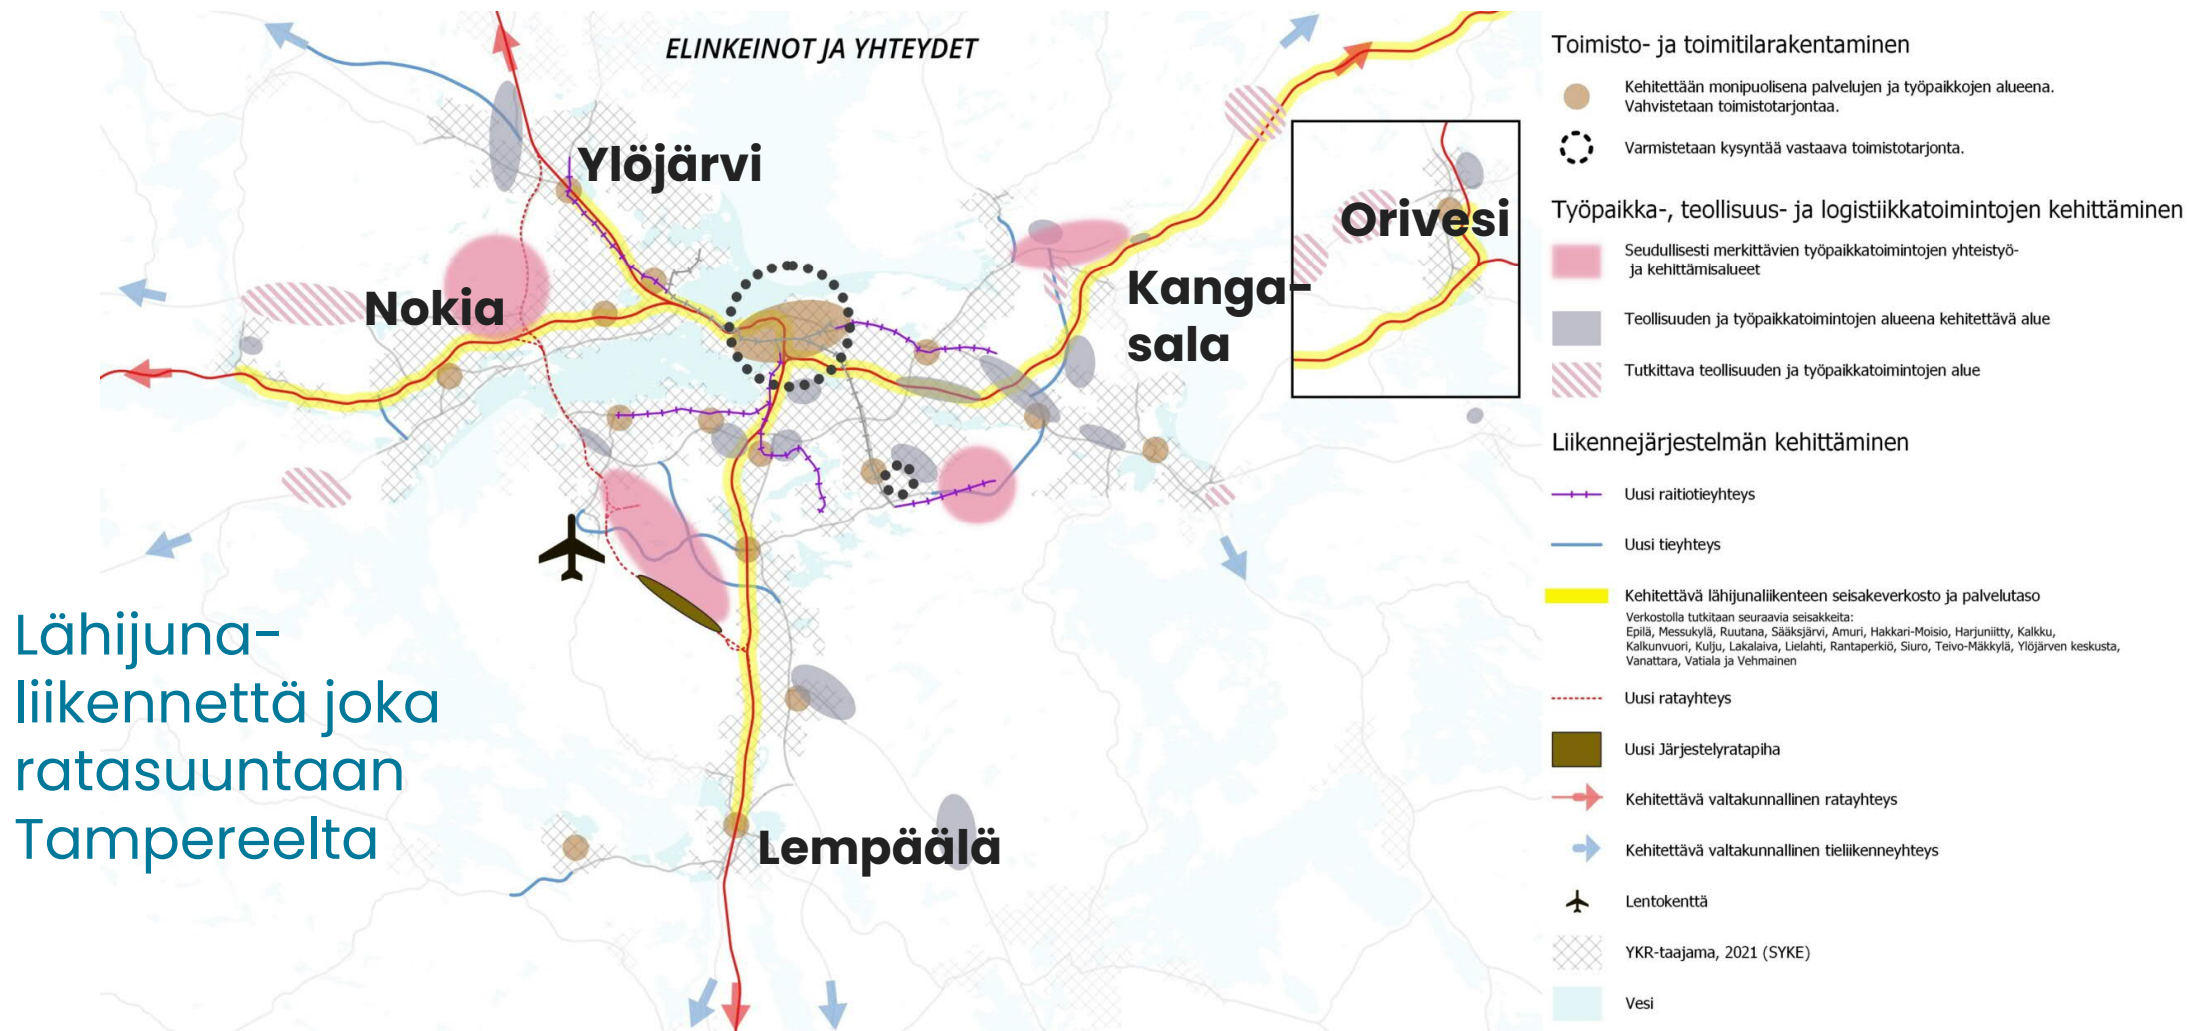 ELINKEINOT JA YHTEYDET
Ylöjärvi
Nokia
Kanga-
sala
Orivesi
Lempäälä
Lähijuna-
liikennettä joka
ratasuuntaan
Tampereelta
Toimisto- ja toimitilarakentaminen
Kehitettään monipuolisena palvelujen ja työpaikkojen alueena.
Vahvistetaan toimistotarjontaa.
Varmistetaan kysyntää vastaava toimistotarjonta.
Työpaikka-, teollisuus- ja logistiikkatoimintojen kehittäminen
Seudullisesti merkittävien työpaikkatoimintojen yhteistyö-
ja kehittämisalueet
Teollisuuden ja työpaikkatoimintojen alueena kehitettävä alue
Tutkittava teollisuuden ja työpaikkatoimintojen alue
Liikennejärjestelmän kehittäminen
Uusi raitiotieyhteys
Uusi tieyhteys
Kehitettävä lähijunaliikenteen seisakeverkosto ja palvelutaso
Verkostolla tutkitaan seuraavia seisakkeita:
Epilä, Messukylä, Ruutana, Sääksjärvi, Amuri, Hakkari-Moisio, Harjuniitty, Kalkku,
Kalkunvuori, Kulju, Lakalaiva, Lielahti, Rantaperkiö, Siuro, Teivo-Mäkkylä, Ylöjärven keskusta,
Vanattara, Vatiala ja Vehmainen
Uusi ratayhteys
Uusi Järjestelyratapiha
Kehitettävä valtakunnallinen ratayhteys
Kehitettävä valtakunnallinen tieliikenneyhteys
Lentokenttä
YKR-taajama, 2021 (SYKE)
Vesi